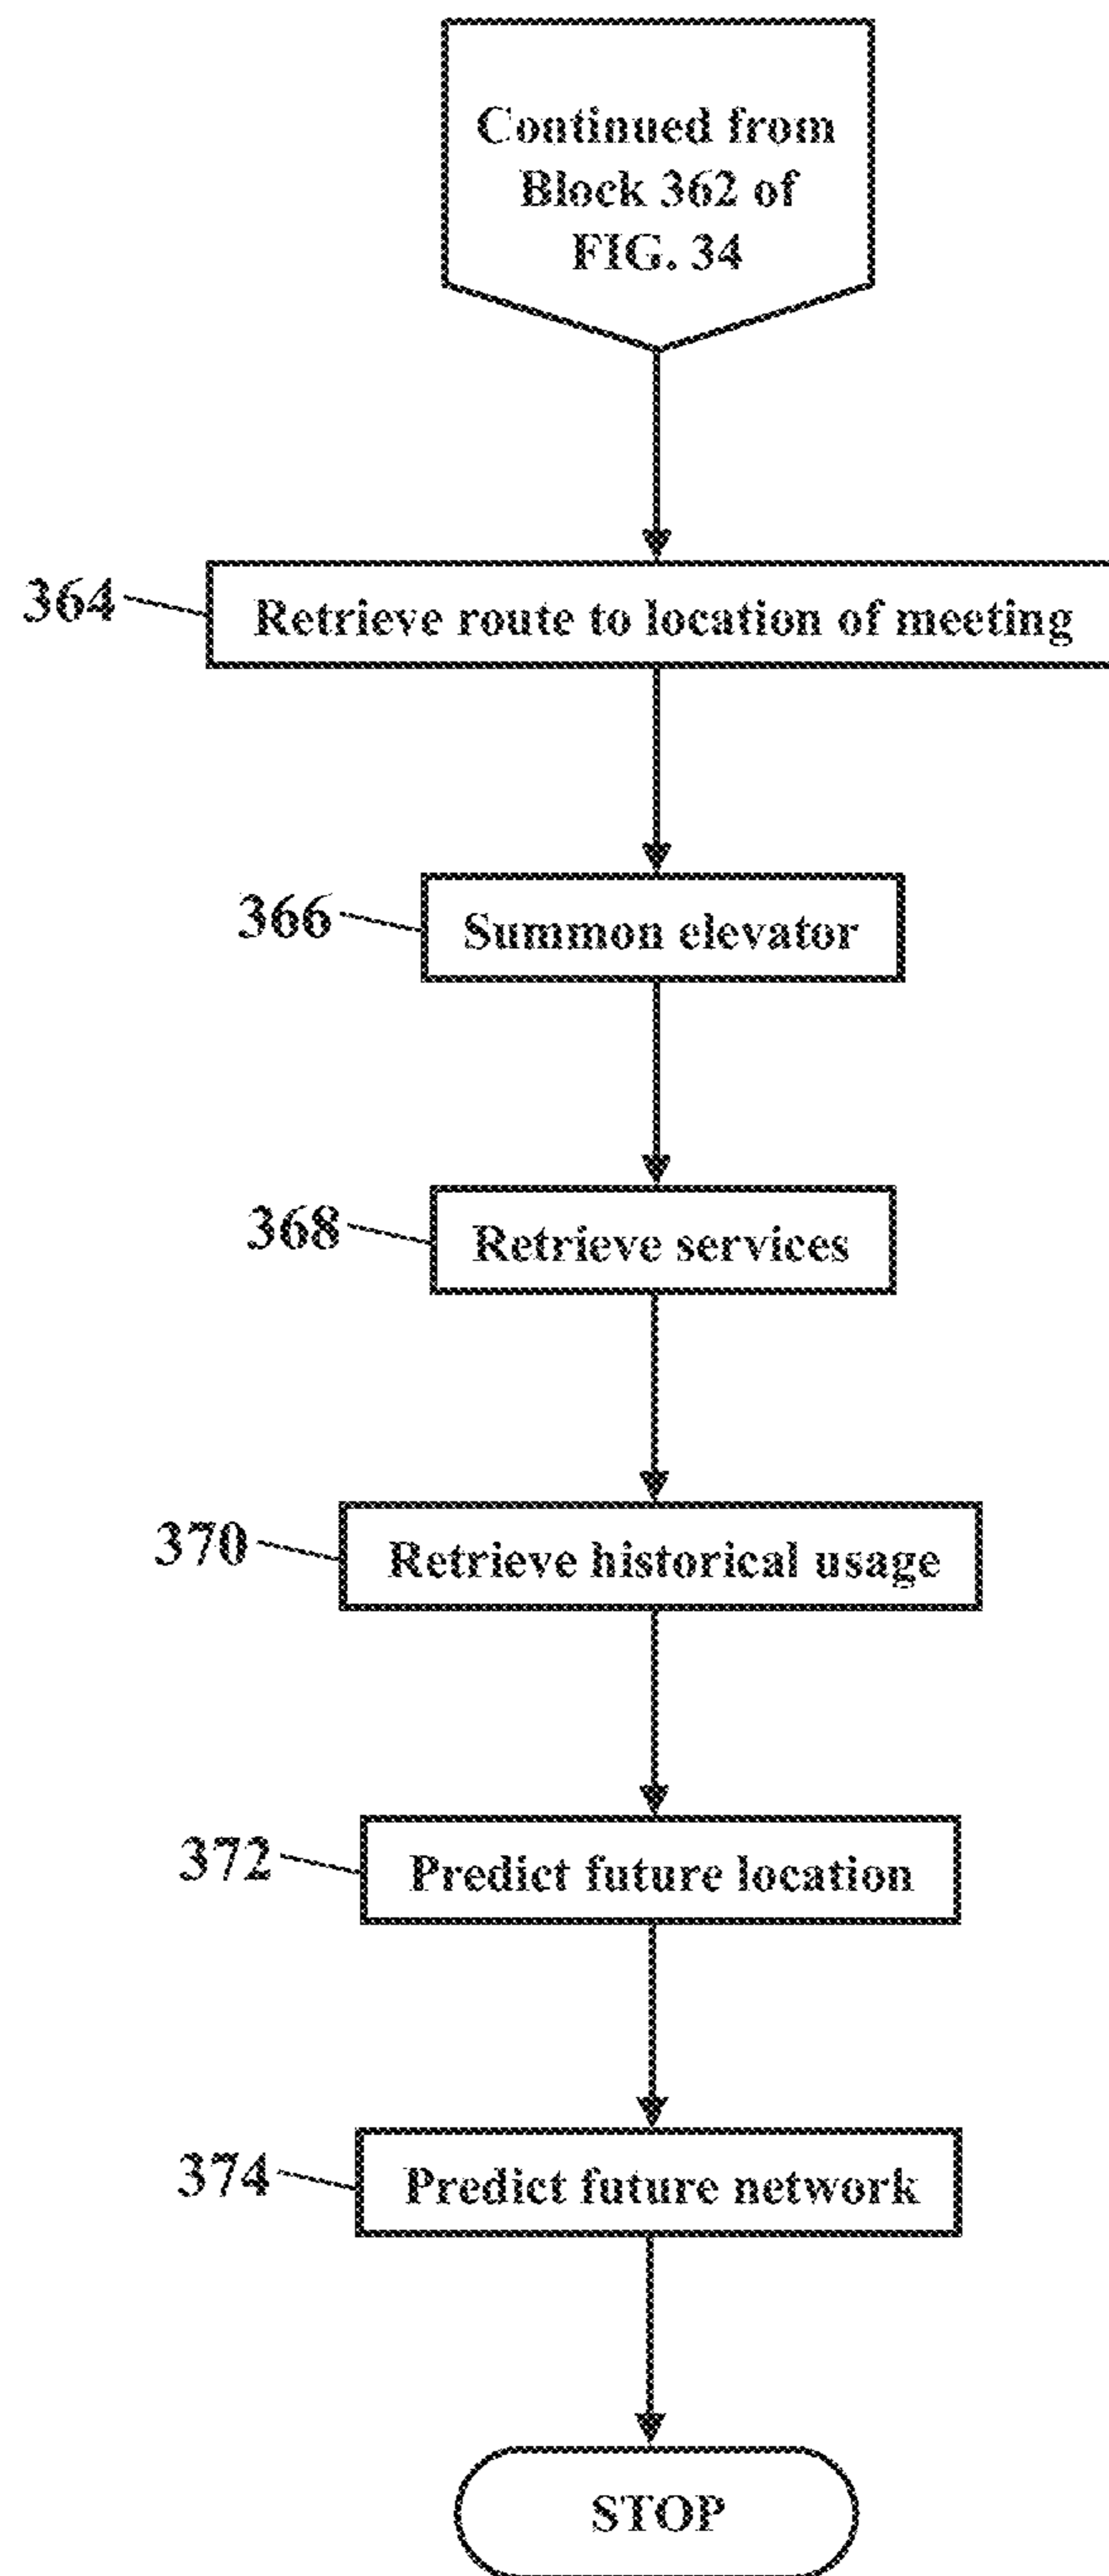 Continued from
Block 362 of
FIG. 34
364
Retrieve route to location of meeting
366
Summon elevator
368
Retrieve services
370
Retrieve historical usage
372
Predict future location
374
Predict future network
STOP